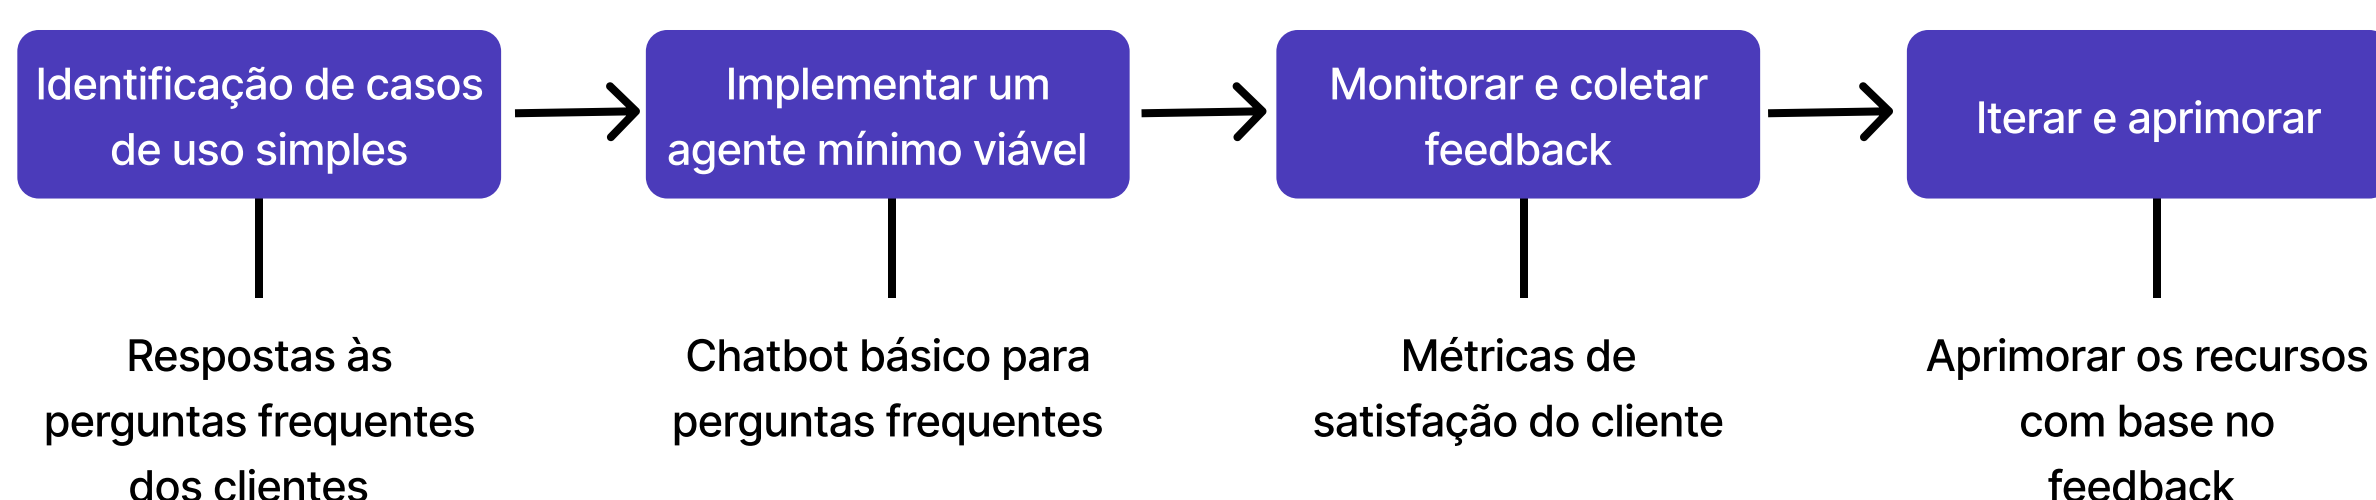 Identificação de casos
de uso simples
Implementar um
agente mínimo viável
Monitorar e coletar
feedback
Iterar e aprimorar
Respostas às
perguntas frequentes
dos clientes
Chatbot básico para
perguntas frequentes
Métricas de
satisfação do cliente
Aprimorar os recursos
com base no
feedback